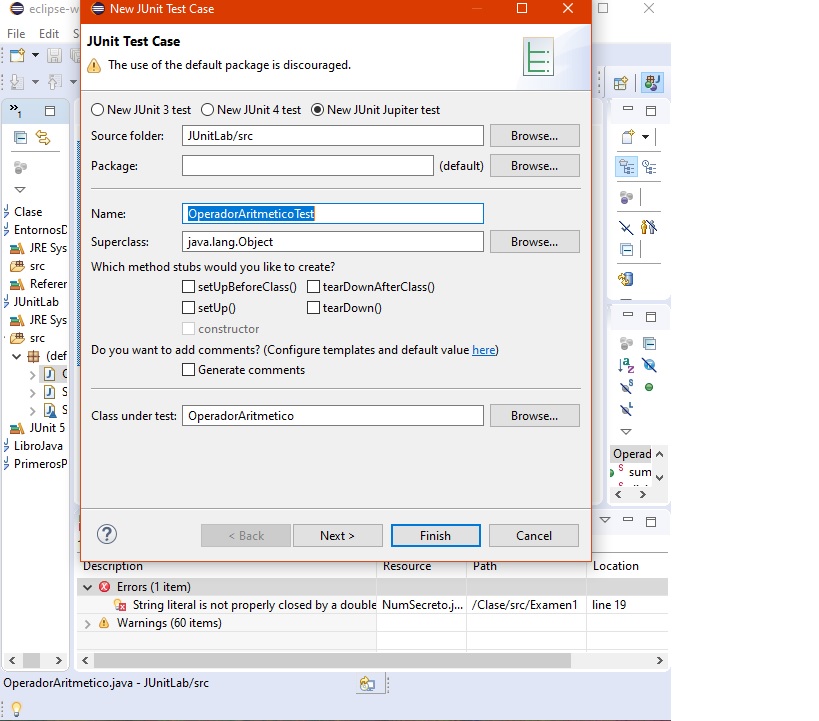 eclipse-w
New JUnit Test Case
File Edit S
JUnit Test Case
The use of the default package is discouraged.
New JUnit 3 test New JUnit 4 test New JUnit Jupiter test
Source folder: JUnitLab/src Browse...
Package: (default) Browse...
Name: OperadorAritmeticoTest
Superclass: java.lang.Object Browse...
Which method stubs would you like to create?
setUpBeforeClass() tearDownAfterClass()
setUp() tearDown()
constructor
Do you want to add comments? (Configure templates and default value here)
Generate comments
Class under test: OperadorAritmetico Browse...
< Back Next > Finish Cancel
Clase
EntornosD
JRE Sys
src
Referer
JUnitLab
JRE Sys
src
(def
C
S
S
JUnit 5
LibroJava
PrimerosP
Operad
S sum
Description Resource Path Location
Errors (1 item)
String literal is not properly closed by a double NumSecreto.j... /Clase/src/Examen1 line 19
Warnings (60 items)
OperadorAritmetico.java - JUnitLab/src